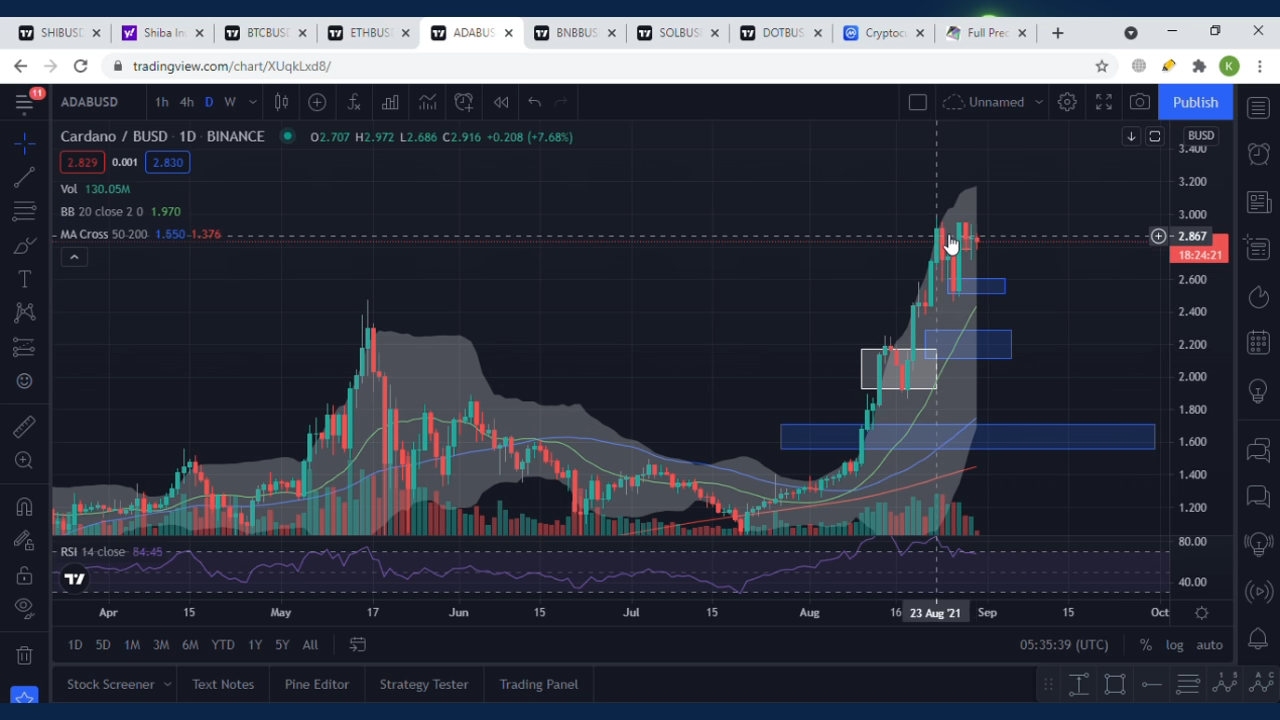 SHIBUSD
Shiba In
BTCBUSD
ETHBUSD
ADABUS
BNBBUS
SOLBUSD
DOTBUS
Cryptoc
Full Prec
tradingview.com/chart/XUqkLxd8/
K
11
ADABUSD
1h
4h
D
W
Unnamed
Publish
Cardano / BUSD · 1D · BINANCE
O2.707 H2.972 L2.686 C2.916 +0.208 (+7.68%)
BUSD
2.829
0.001
2.830
Vol 130.05M
BB 20 close 2 0 1.970
MA Cross 50 200 1.550 1.376
3.400
3.200
3.000
2.867
18:24:21
2.600
2.400
2.200
2.000
1.800
1.600
1.400
1.200
RSI 14 close 84.45
80.00
40.00
Apr
15
May
17
Jun
15
Jul
15
Aug
16
23 Aug '21
Sep
15
Oct
1D
5D
1M
3M
6M
YTD
1Y
5Y
All
05:35:39 (UTC)
%
log
auto
Stock Screener
Text Notes
Pine Editor
Strategy Tester
Trading Panel